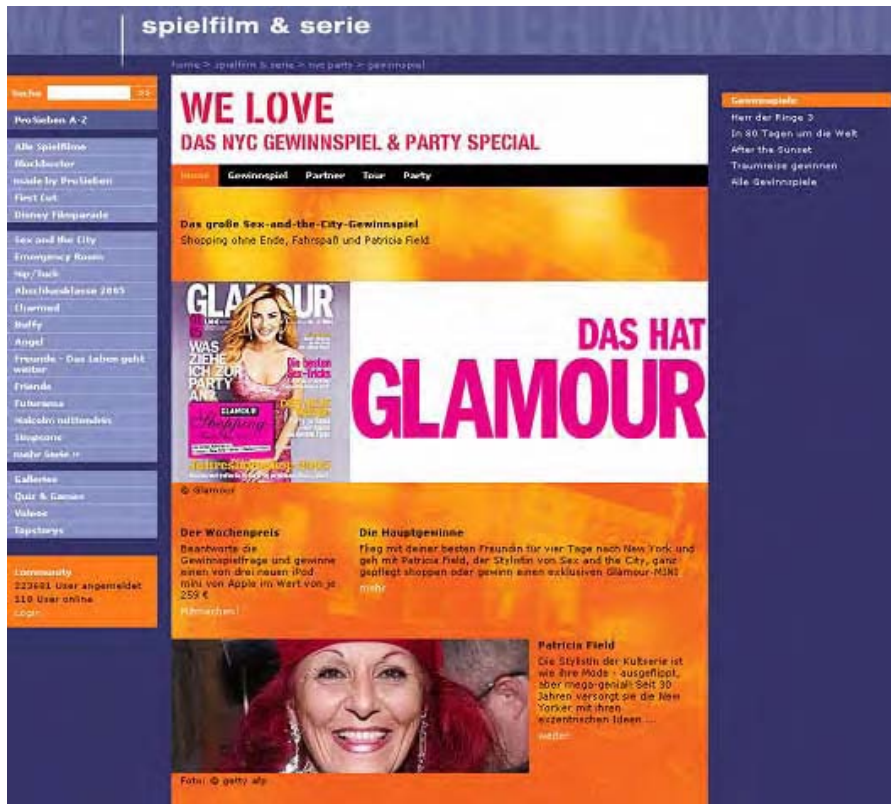 spielfilm & serie
home > spielfilm & serie > nyc party > gewinnspiel
Suche >>
ProSieben A-Z
Alle Spielfilme
Blockbuster
made by ProSieben
First Cut
Disney Filmparade
Sex and the City
Emergency Room
Nip/Tuck
Abschlussklasse 2005
Charmed
Buffy
Angel
Freunde - Das Leben geht
weiter
Friends
Futurama
Malcolm mittendrin
Simpsons
mehr Serie >>
Galleries
Quiz & Games
Videos
Topstorys
Community
223601 User angemeldet
110 User online
Login
WE LOVE
DAS NYC GEWINNSPIEL & PARTY SPECIAL
Home Gewinnspiel Partner Tour Party
Das große Sex-and-the-City-Gewinnspiel
Shopping ohne Ende, Fahrspaß und Patricia Field
GLAMOUR
WAS
ZIEHE
ICH ZUR
PARTY
AN?
Die besten
Sex-Tricks
GLAMOUR
Shopping
Jahreshoroskop 2005
DAS HAT
GLAMOUR
© Glamour
Der Wochenpreis
Beantworte die
Gewinnspielfrage und gewinne
einen von drei neuen iPod
mini von Apple im Wert von je
259 €
Mitmachen!
Die Hauptgewinne
Flieg mit deiner besten Freundin für vier Tage nach New York und
geh mit Patricia Field, der Stylistin von Sex and the City, ganz
gepflegt shoppen oder gewinn einen exklusiven Glamour-MINI
mehr
Patricia Field
Die Stylistin der Kultserie ist
wie ihre Mode - ausgeflippt,
aber mega-genial! Seit 30
Jahren versorgt sie die New
Yorker mit ihren
exzentrischen Ideen ...
weiter
Foto: © getty afp
Gewinnspiele
Herr der Ringe 3
In 80 Tagen um die Welt
After the Sunset
Traumreise gewinnen
Alle Gewinnspiele